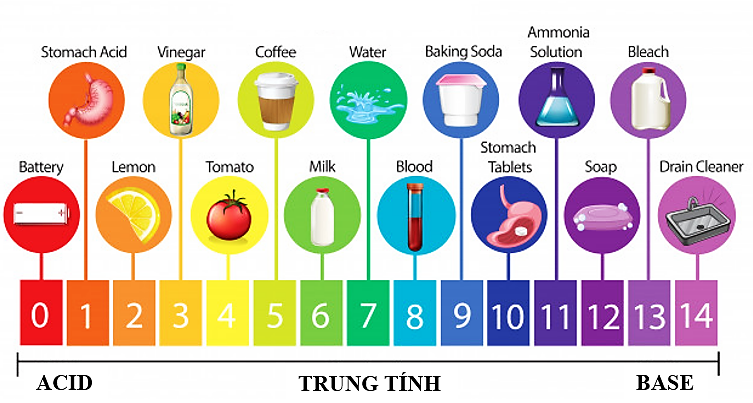 Stomach Acid Vinegar Coffee Water Baking Soda Ammonia Solution Bleach
Battery Lemon Tomato Milk Blood Stomach Tablets Soap Drain Cleaner
0 1 2 3 4 5 6 7 8 9 10 11 12 13 14
ACID TRUNG TÍNH BASE